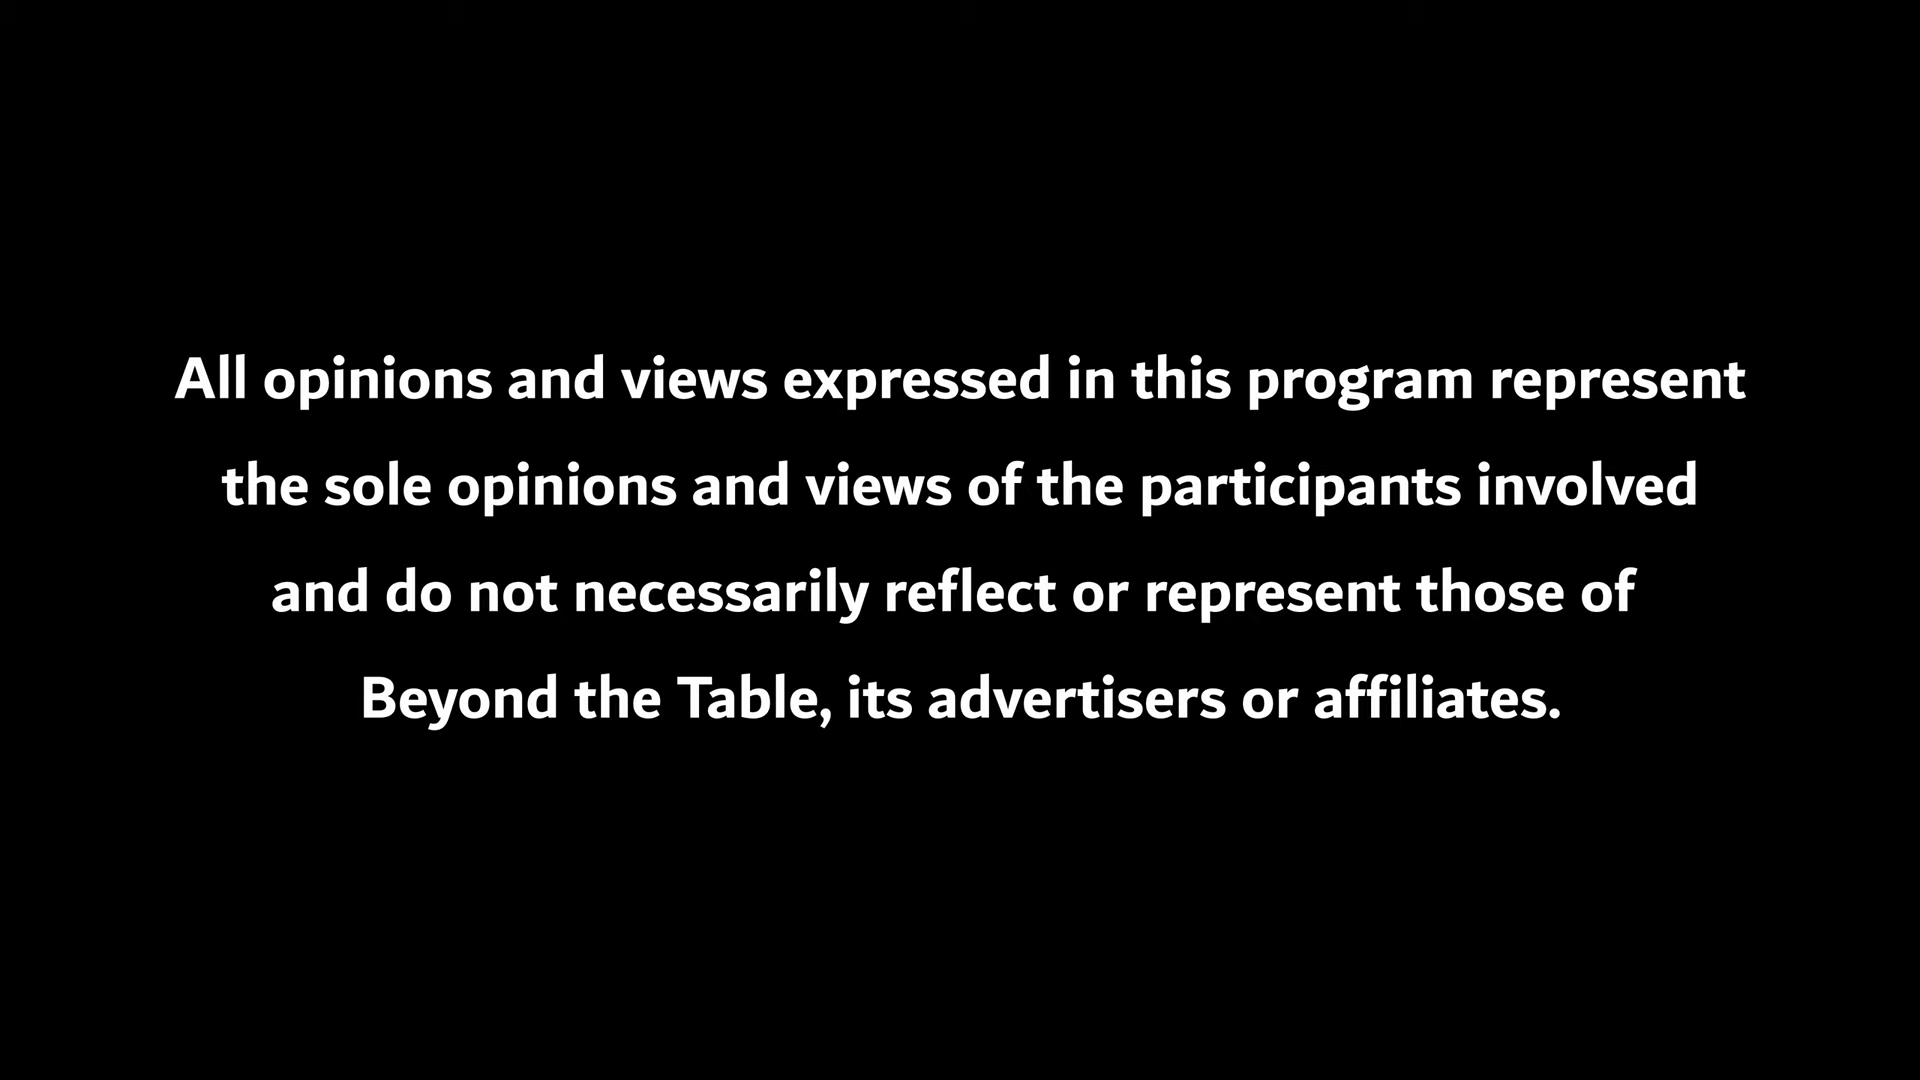 All opinions and views expressed in this program represent
the sole opinions and views of the participants involved
and do not necessarily reflect or represent those of
Beyond the Table, its advertisers or affiliates.